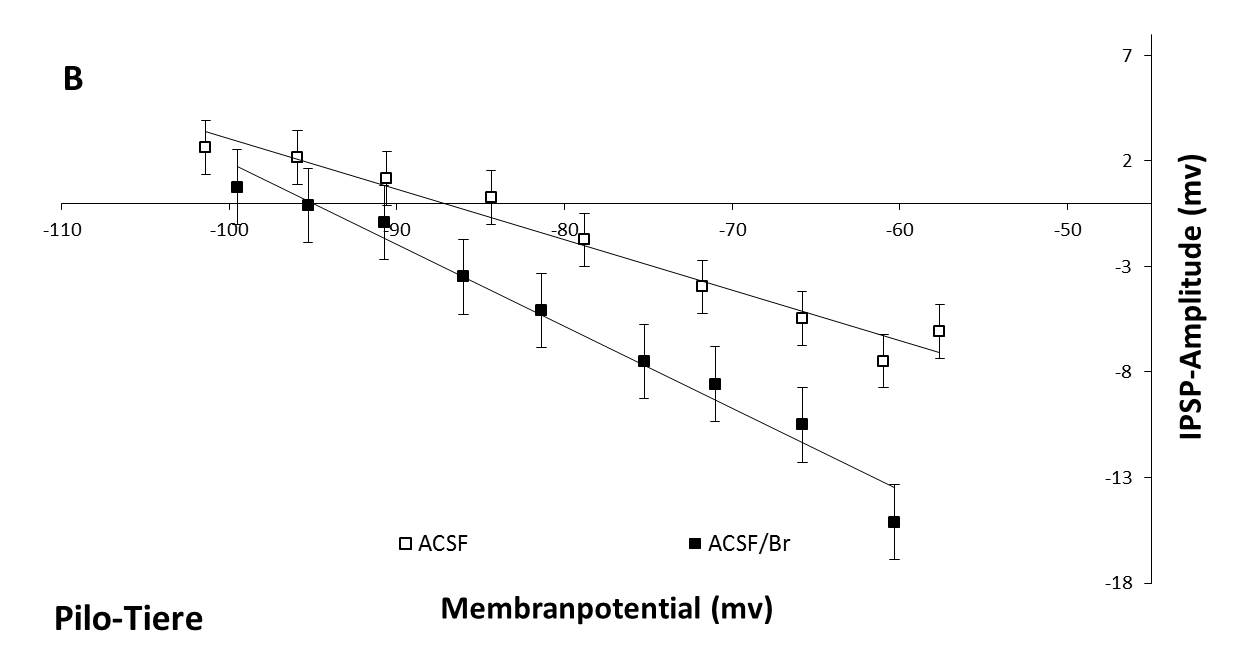 B
7
2
-3
-8
-13
-18
IPSP-Amplitude (mv)
-110
-100
-90
-80
-70
-60
-50
ACSF
ACSF/Br
Membranpotential (mv)
Pilo-Tiere